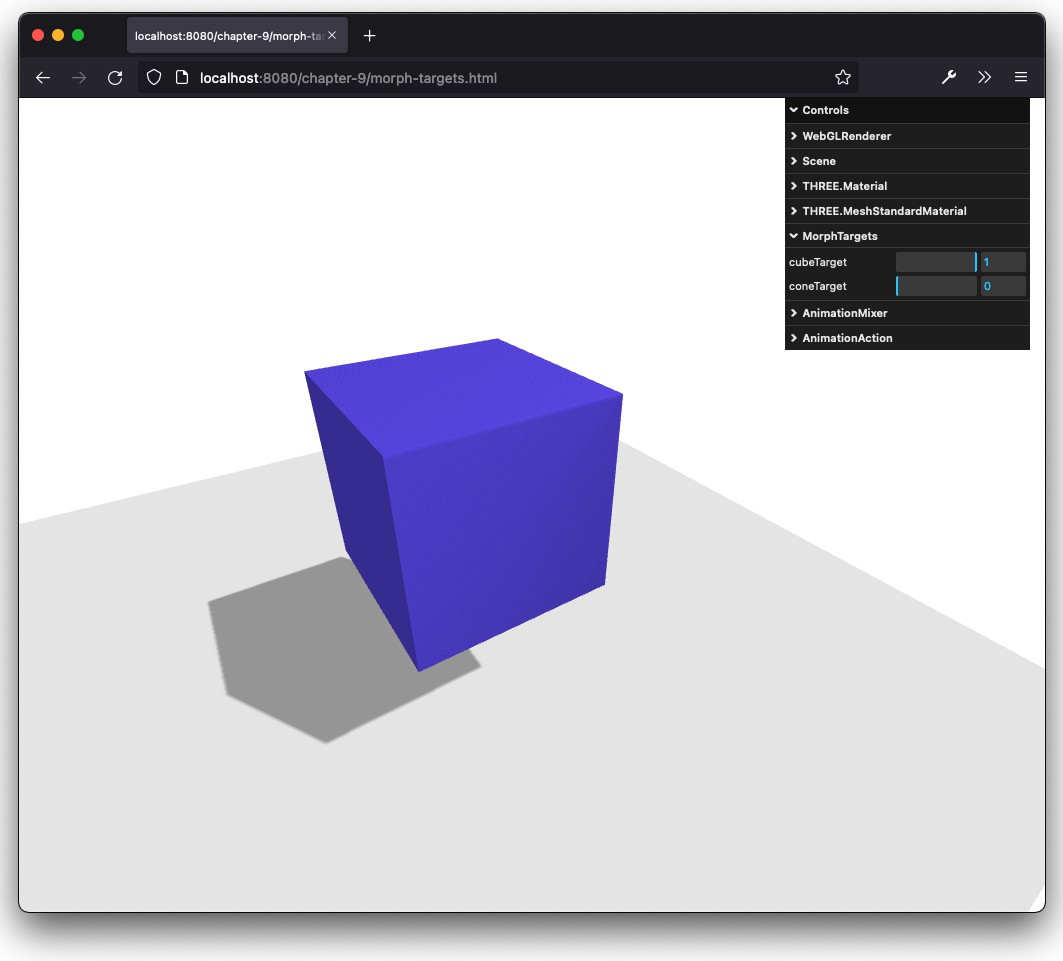 localhost:8080/chapter-9/morph-tar
localhost:8080/chapter-9/morph-targets.html
Controls
WebGLRenderer
Scene
THREE.Material
THREE.MeshStandardMaterial
MorphTargets
cubeTarget 1
coneTarget 0
AnimationMixer
AnimationAction